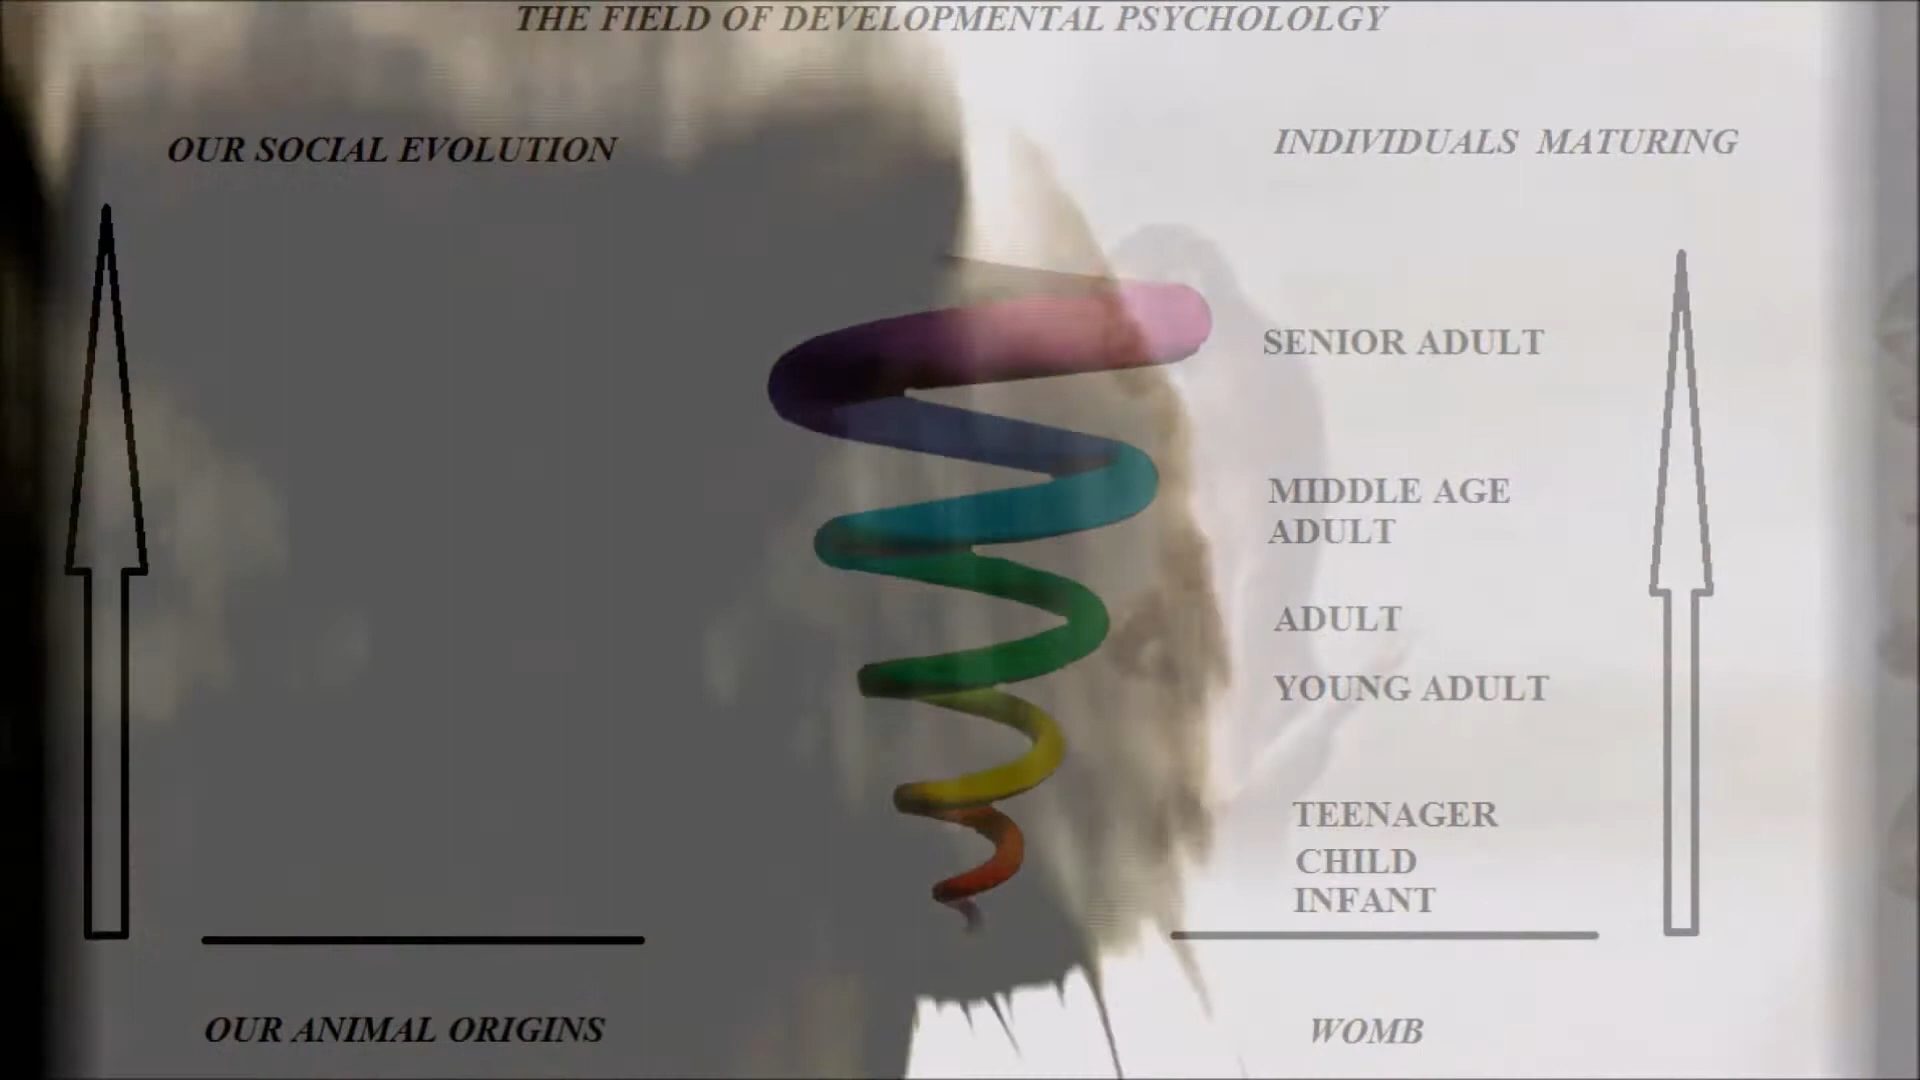 THE FIELD OF DEVELOPMENTAL PSYCHOLOLGY
OUR SOCIAL EVOLUTION
INDIVIDUALS MATURING
SENIOR ADULT
MIDDLE AGE
ADULT
ADULT
YOUNG ADULT
TEENAGER
CHILD
INFANT
OUR ANIMAL ORIGINS
WOMB